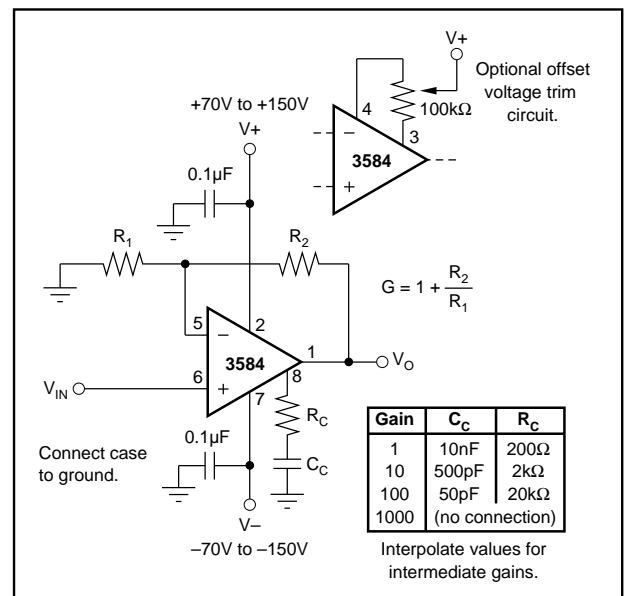 V+
Optional offset
voltage trim
circuit.
4
100kΩ
3
3584
−
+
+70V to +150V
V+
0.1µF
R1
R2
G = 1 + R2/R1
5
2
−
3584
1
VO
6
+
8
7
VIN
RC
CC
Connect case
to ground.
0.1µF
V–
–70V to –150V
Gain CC RC
1 10nF 200Ω
10 500pF 2kΩ
100 50pF 20kΩ
1000 (no connection)
Interpolate values for
intermediate gains.